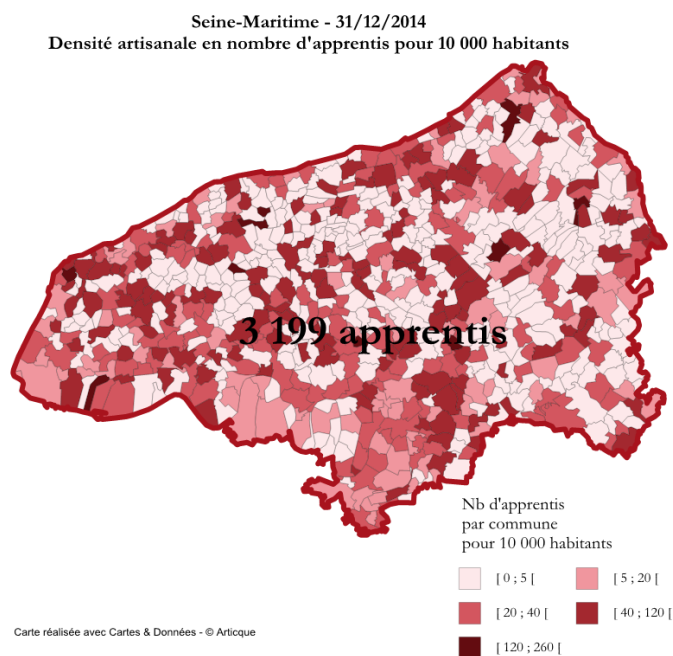 Seine-Maritime - 31/12/2014
Densité artisanale en nombre d'apprentis pour 10 000 habitants
3 199 apprentis
Nb d'apprentis
par commune
pour 10 000 habitants
[ 0 ; 5 [ [ 5 ; 20 [
[ 20 ; 40 [ [ 40 ; 120 [
[ 120 ; 260 [
Carte réalisée avec Cartes & Données - © Articque